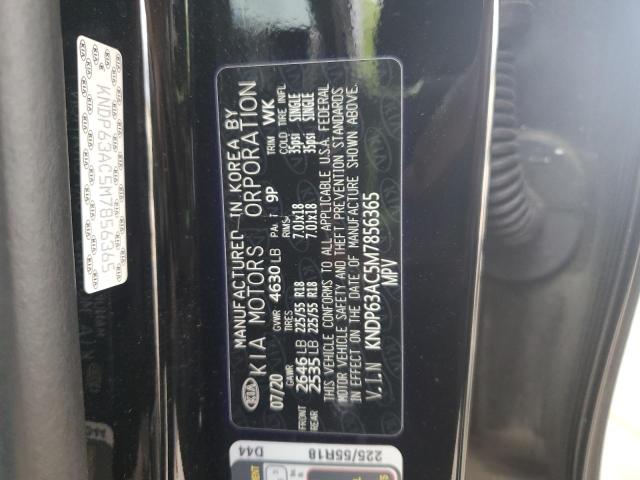 KNDP63AC5M7856365
MANUFACTURED IN KOREA BY
KIA MOTORS ORPORATION
KIA
07/20 GVWR 4630 LB PA T 9P TRIM WK
GAWR TIRES RIMS COLD TIRE INFL
FRONT 2646 LB 225/55 R18 7.0Jx18 35psi SINGLE
REAR 2535 LB 225/55 R18 7.0Jx18 35psi SINGLE
THIS VEHICLE CONFORMS TO ALL APPLICABLE U.S.A. FEDERAL
MOTOR VEHICLE SAFETY AND THEFT PREVENTION STANDARDS
IN EFFECT ON THE DATE OF MANUFACTURE SHOWN ABOVE.
V.I.N KNDP63AC5M7856365
MPV
225/55R18
D44